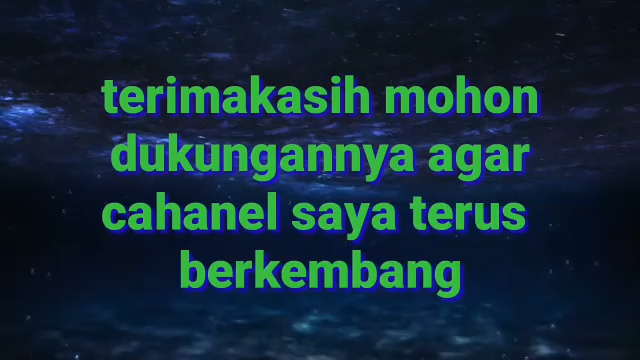 terimakasih mohon
dukungannya agar
cahanel saya terus
berkembang